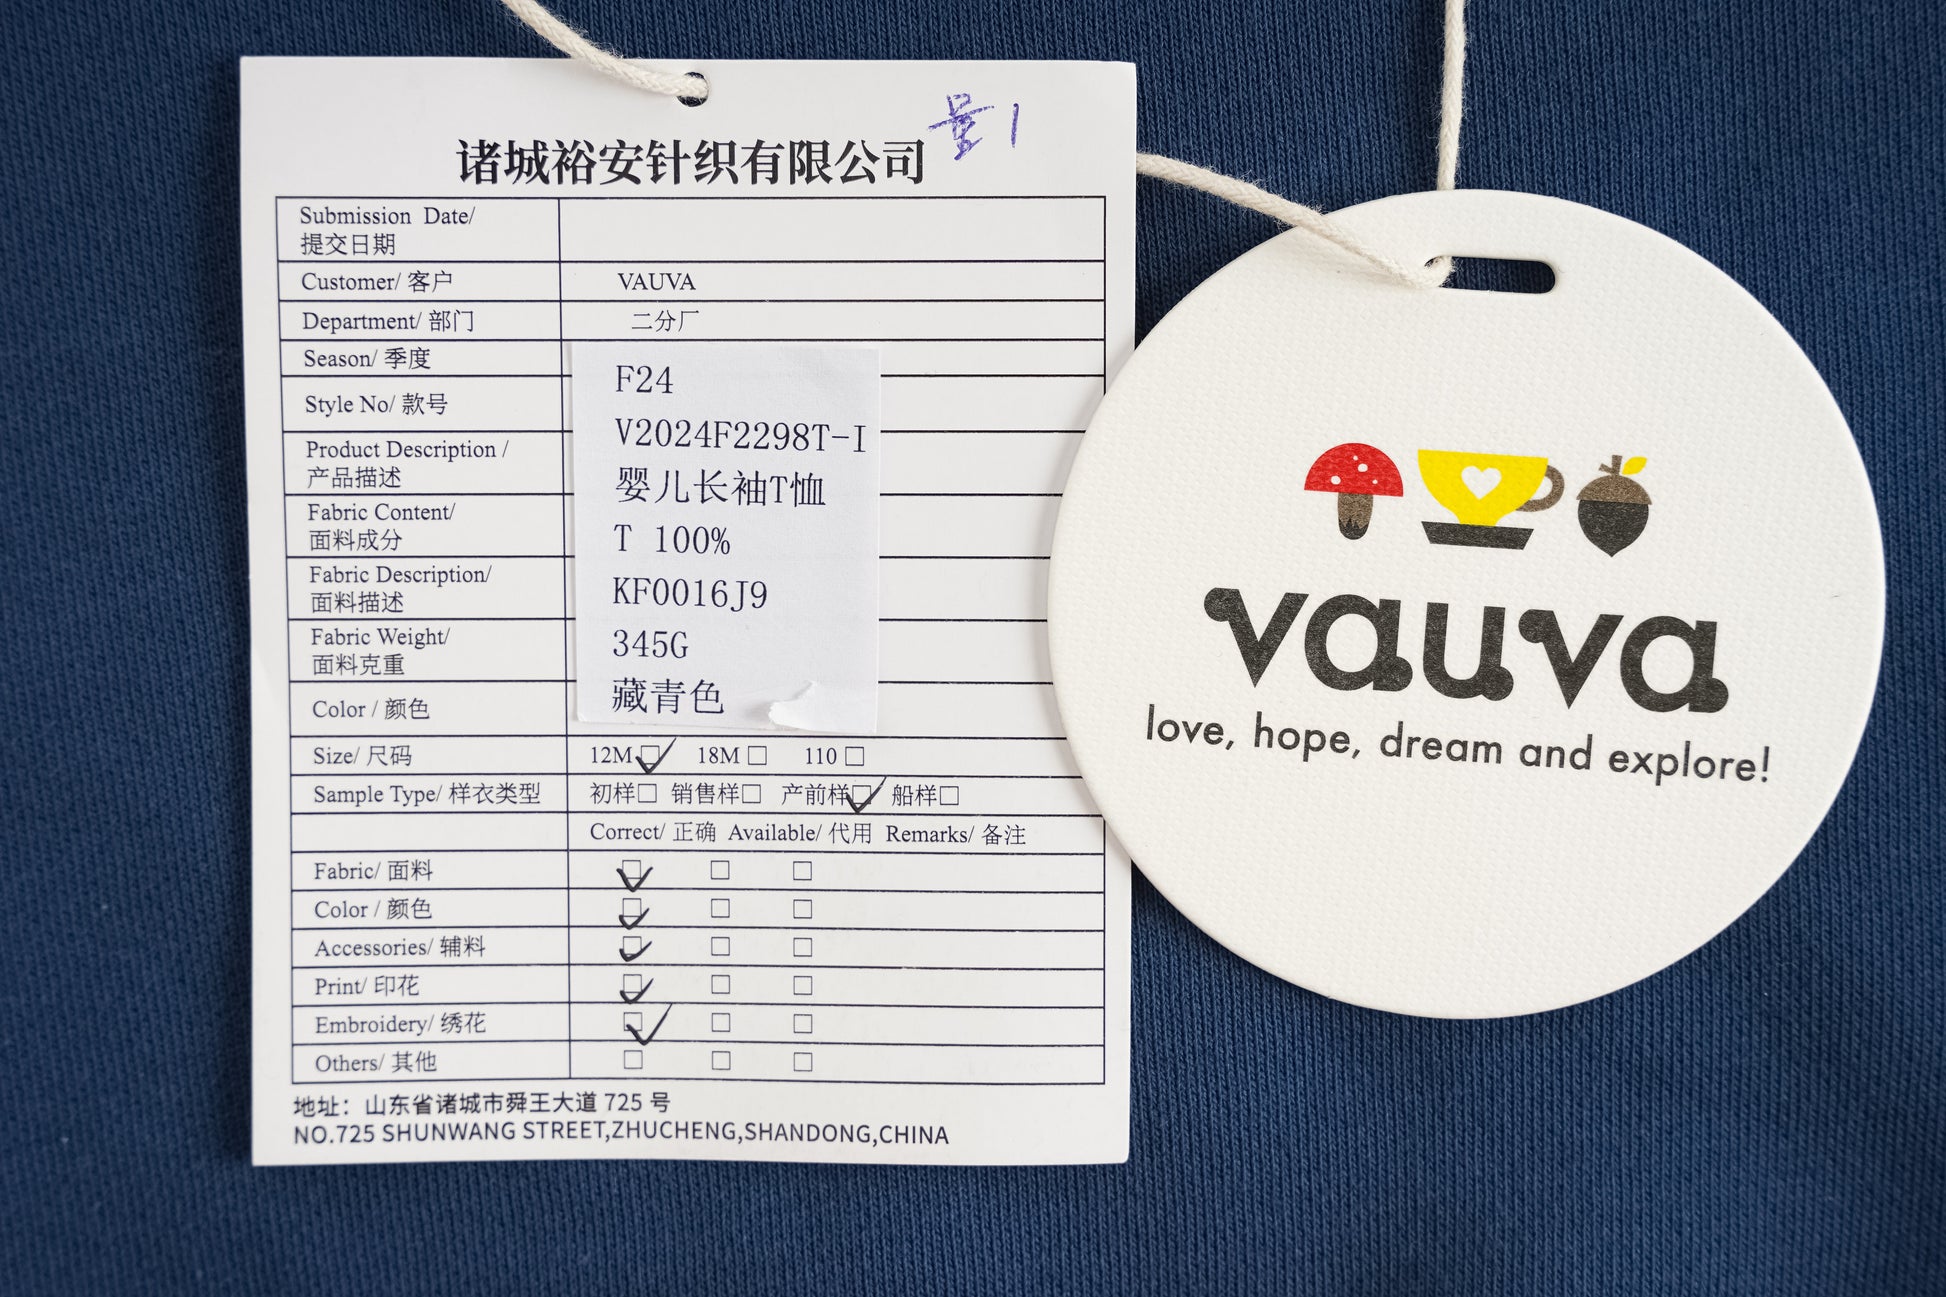 量1
诸城裕安针织有限公司
Submission Date/
提交日期
Customer/ 客户 VAUVA
Department/ 部门 二分厂
Season/ 季度 F24
Style No/ 款号 V2024F2298T-I
Product Description /
产品描述 婴儿长袖T恤
Fabric Content/
面料成分 T 100%
Fabric Description/
面料描述 KF0016J9
Fabric Weight/
面料克重 345G
Color / 颜色 藏青色
Size/ 尺码 12M☑ 18M□ 110□
Sample Type/ 样衣类型 初样□ 销售样□ 产前样☑ 船样□
Correct/ 正确 Available/ 代用 Remarks/ 备注
Fabric/ 面料 ☑ □ □
Color / 颜色 ☑ □ □
Accessories/ 辅料 ☑ □ □
Print/ 印花 ☑ □ □
Embroidery/ 绣花 ☑ □ □
Others/ 其他 □ □ □
地址：山东省诸城市舜王大道 725 号
NO.725 SHUNWANG STREET,ZHUCHENG,SHANDONG,CHINA
vauva
love, hope, dream and explore!